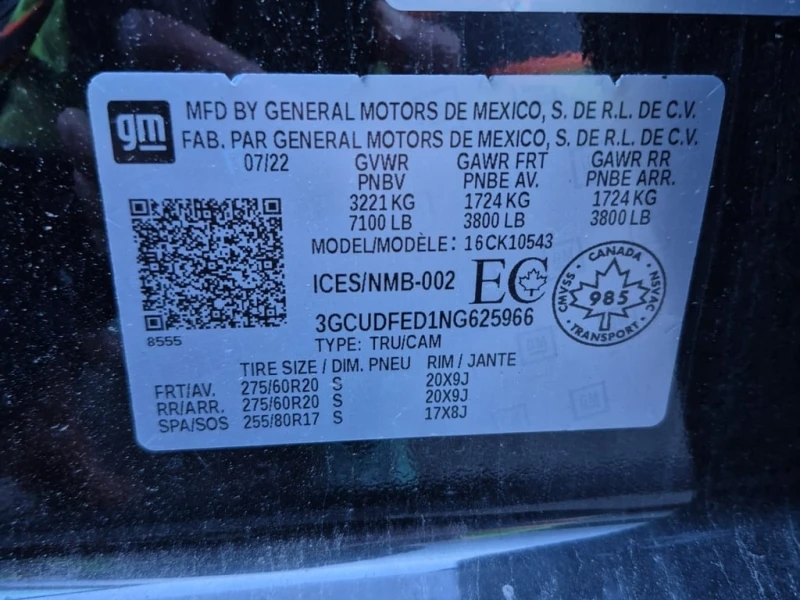 gm
MFD BY GENERAL MOTORS DE MEXICO, S. DE R.L. DE C.V.
FAB. PAR GENERAL MOTORS DE MEXICO, S. DE R.L. DE C.V.
07/22 GVWR GAWR FRT GAWR RR
PNBV PNBE AV. PNBE ARR.
3221 KG 1724 KG 1724 KG
7100 LB 3800 LB 3800 LB
MODEL/MODÈLE: 16CK10543
ICES/NMB-002 EC
CANADA
CMVSS 985 NSVAC
TRANSPORT
3GCUDFED1NG625966
8555
TYPE: TRU/CAM
TIRE SIZE / DIM. PNEU RIM / JANTE
FRT/AV. 275/60R20 S 20X9J
RR/ARR. 275/60R20 S 20X9J
SPA/SOS 255/80R17 S 17X8J